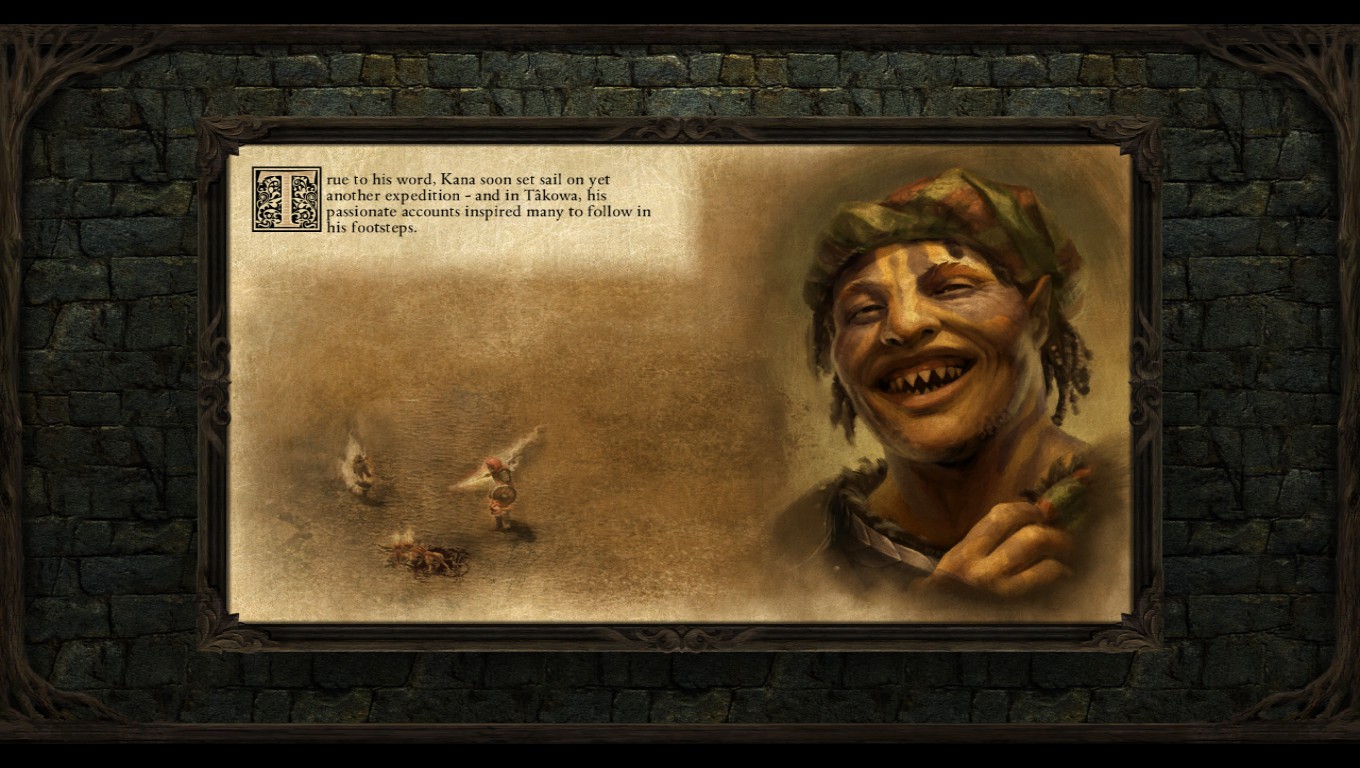 True to his word, Kana soon set sail on yet
another expedition - and in Tâkowa, his
passionate accounts inspired many to follow in
his footsteps.